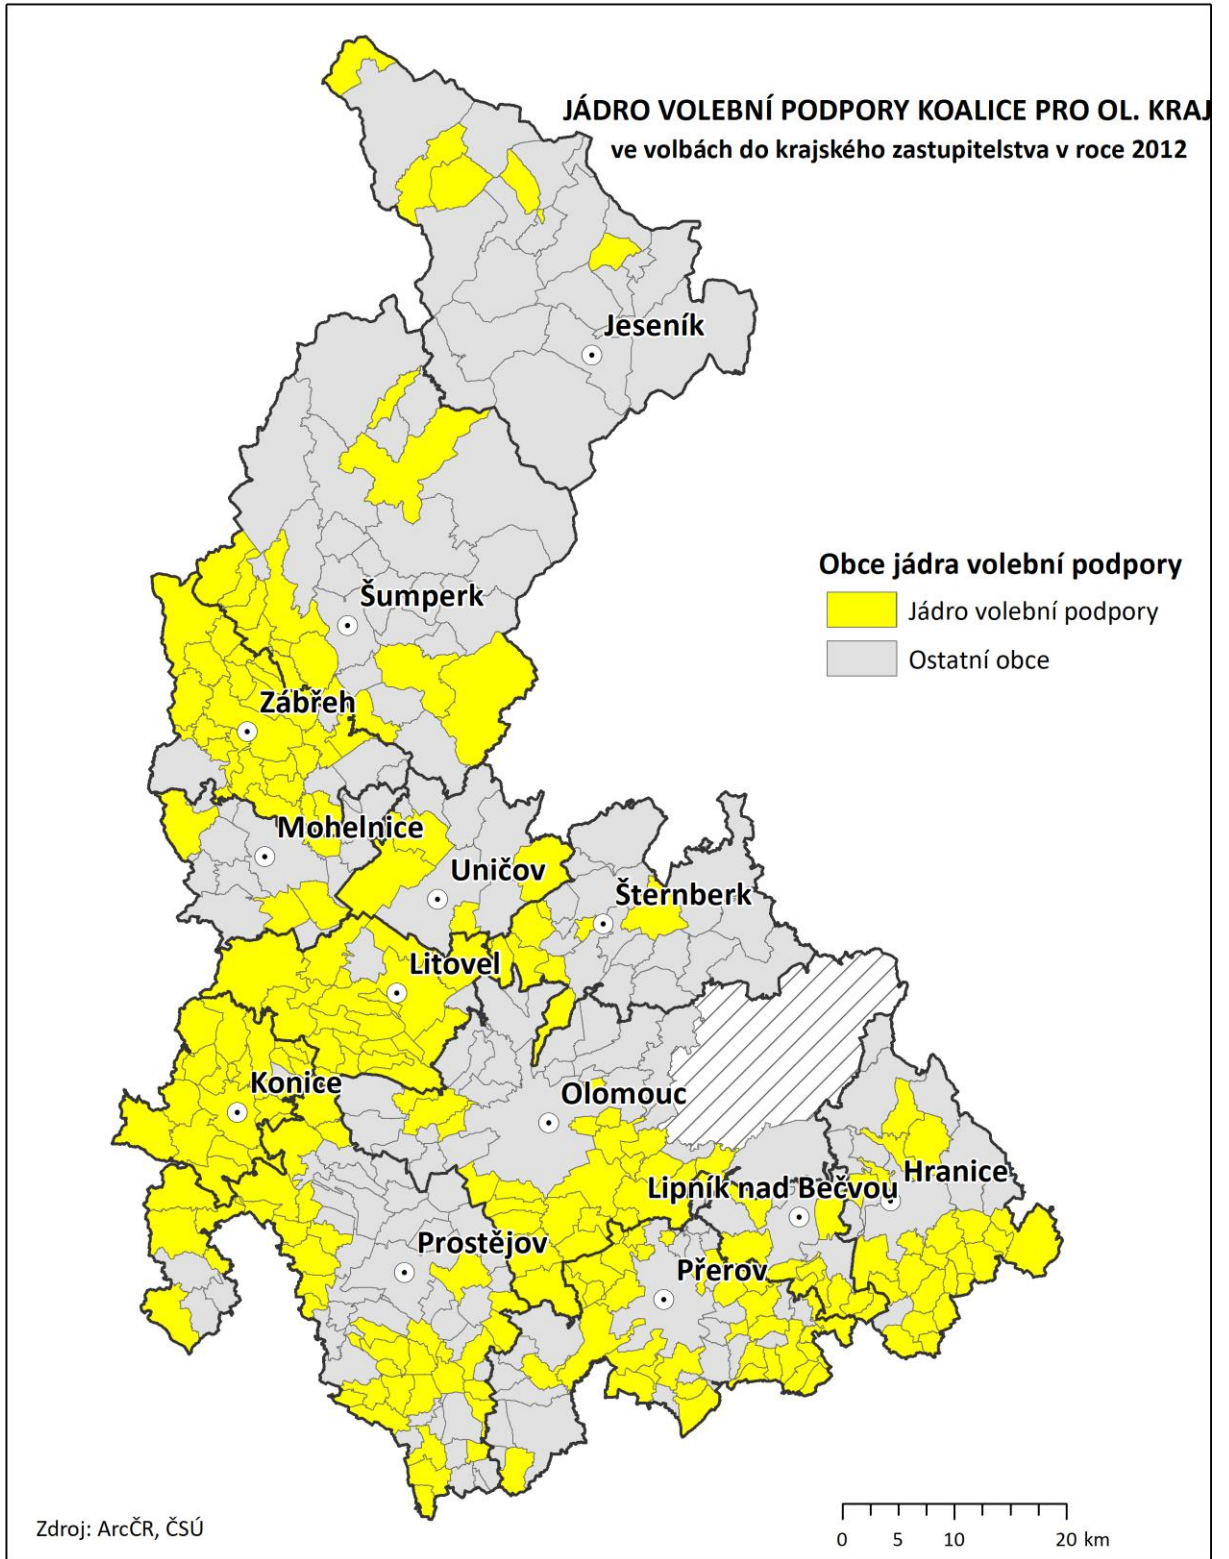 JÁDRO VOLEBNÍ PODPORY KOALICE PRO OL. KRAJ
ve volbách do krajského zastupitelstva v roce 2012
Jeseník
Obce jádra volební podpory
Jádro volební podpory
Ostatní obce
Šumperk
Zábřeh
Mohelnice
Uničov
Šternberk
Litovel
Konice
Olomouc
Hranice
Lipník nad Bečvou
Prostějov
Přerov
Zdroj: ArcČR, ČSÚ
0 5 10 20 km